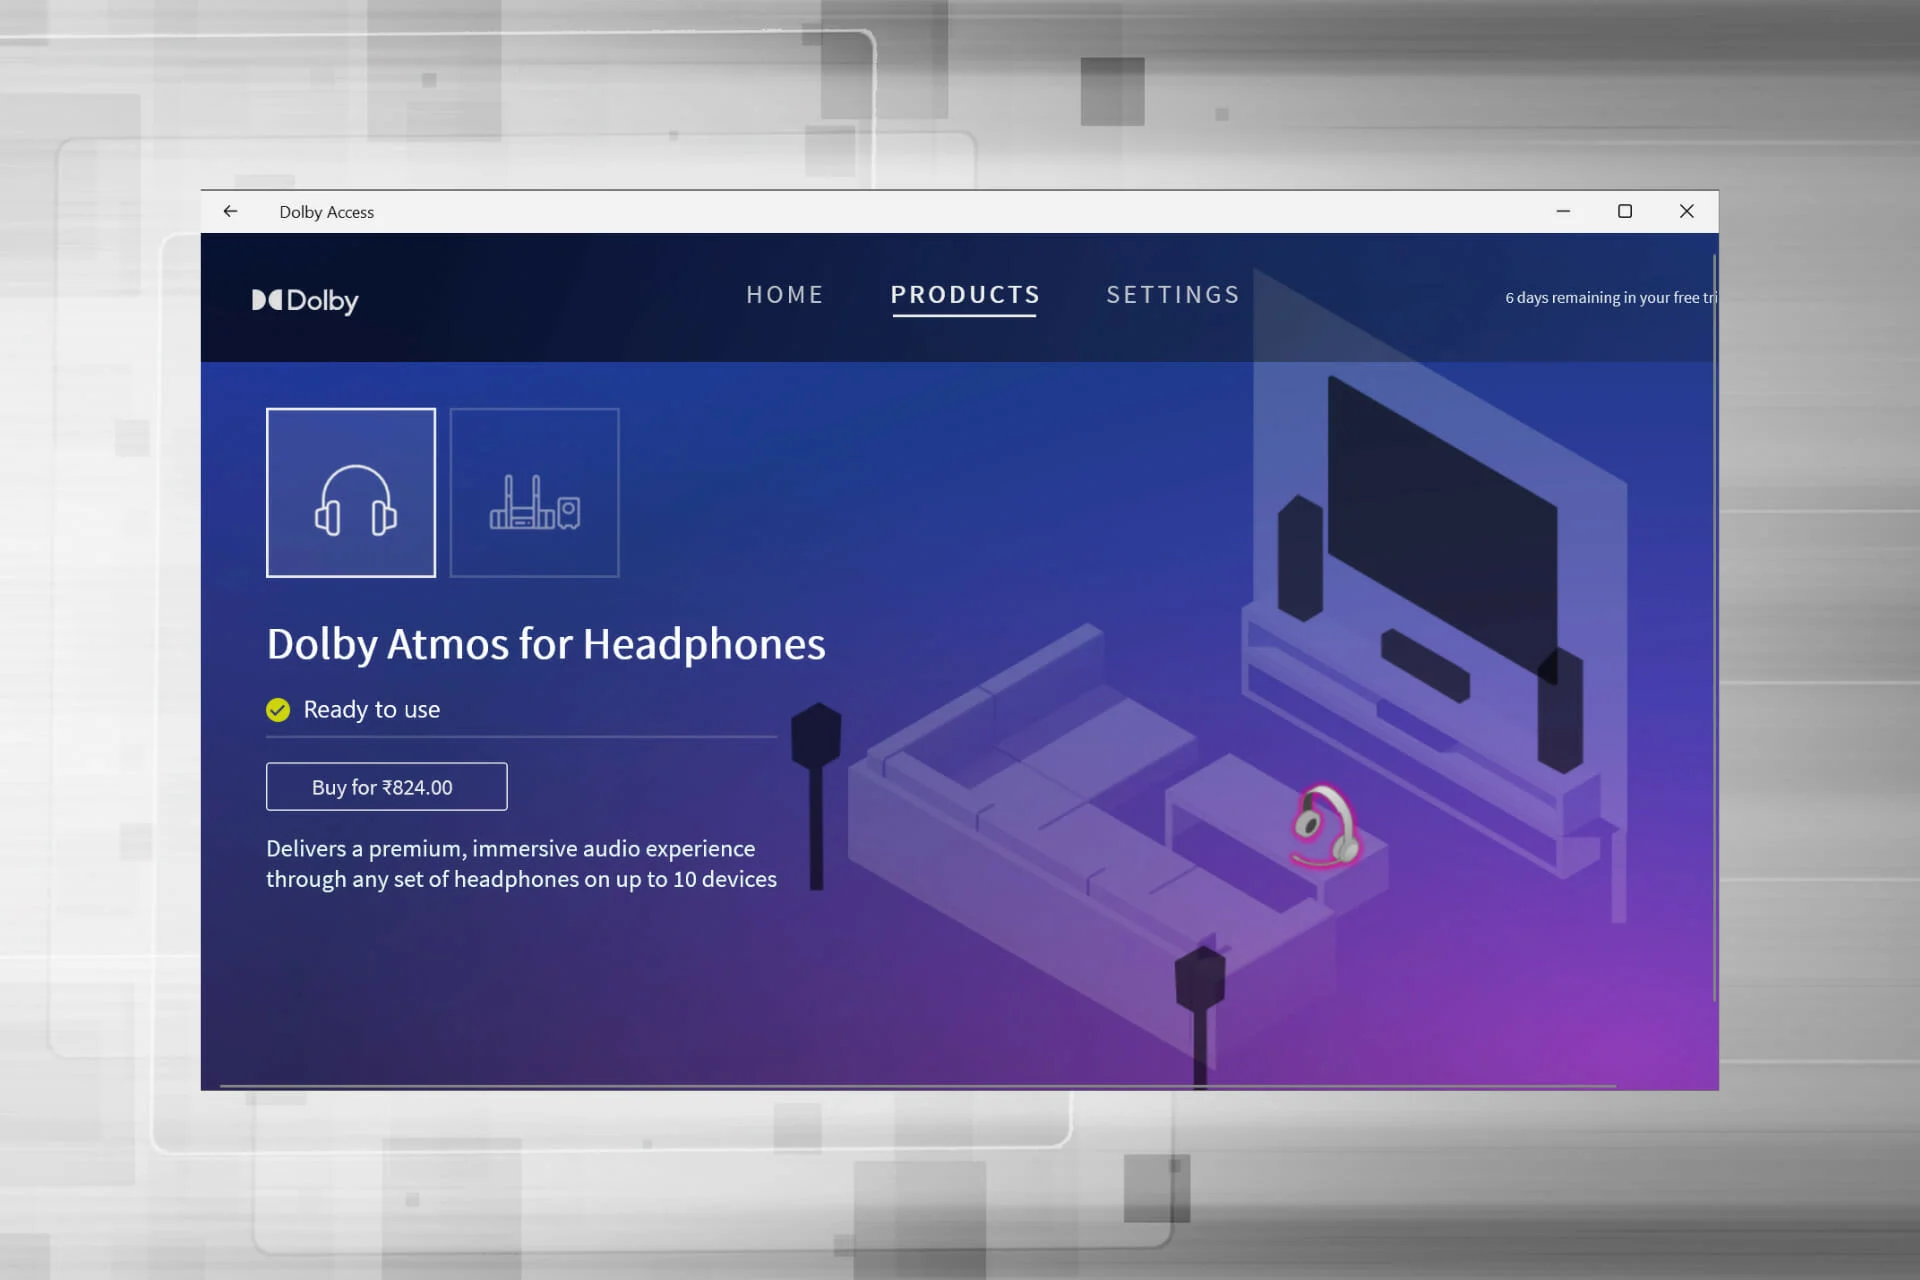 Dolby Access
Dolby
HOME
PRODUCTS
SETTINGS
6 days remaining in your free tri
Dolby Atmos for Headphones
Ready to use
Buy for ₹824.00
Delivers a premium, immersive audio experience
through any set of headphones on up to 10 devices